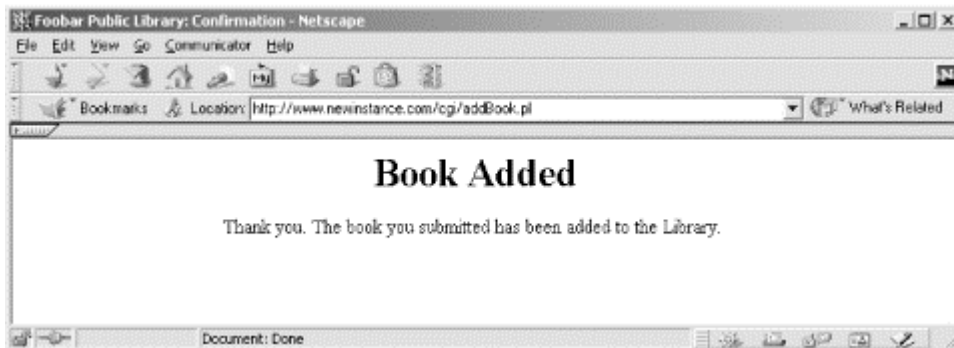 Foobar Public Library: Confirmation - Netscape
File Edit View Go Communicator Help
My
N
Bookmarks Location: http://www.newinstance.com/cgi/addBook.pl What's Related
Book Added
Thank you. The book you submitted has been added to the Library.
Document: Done